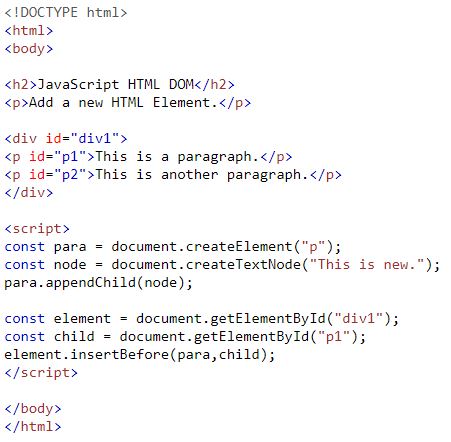 <!DOCTYPE html>
<html>
<body>

<h2>JavaScript HTML DOM</h2>
<p>Add a new HTML Element.</p>

<div id="div1">
<p id="p1">This is a paragraph.</p>
<p id="p2">This is another paragraph.</p>
</div>

<script>
const para = document.createElement("p");
const node = document.createTextNode("This is new.");
para.appendChild(node);

const element = document.getElementById("div1");
const child = document.getElementById("p1");
element.insertBefore(para,child);
</script>

</body>
</html>